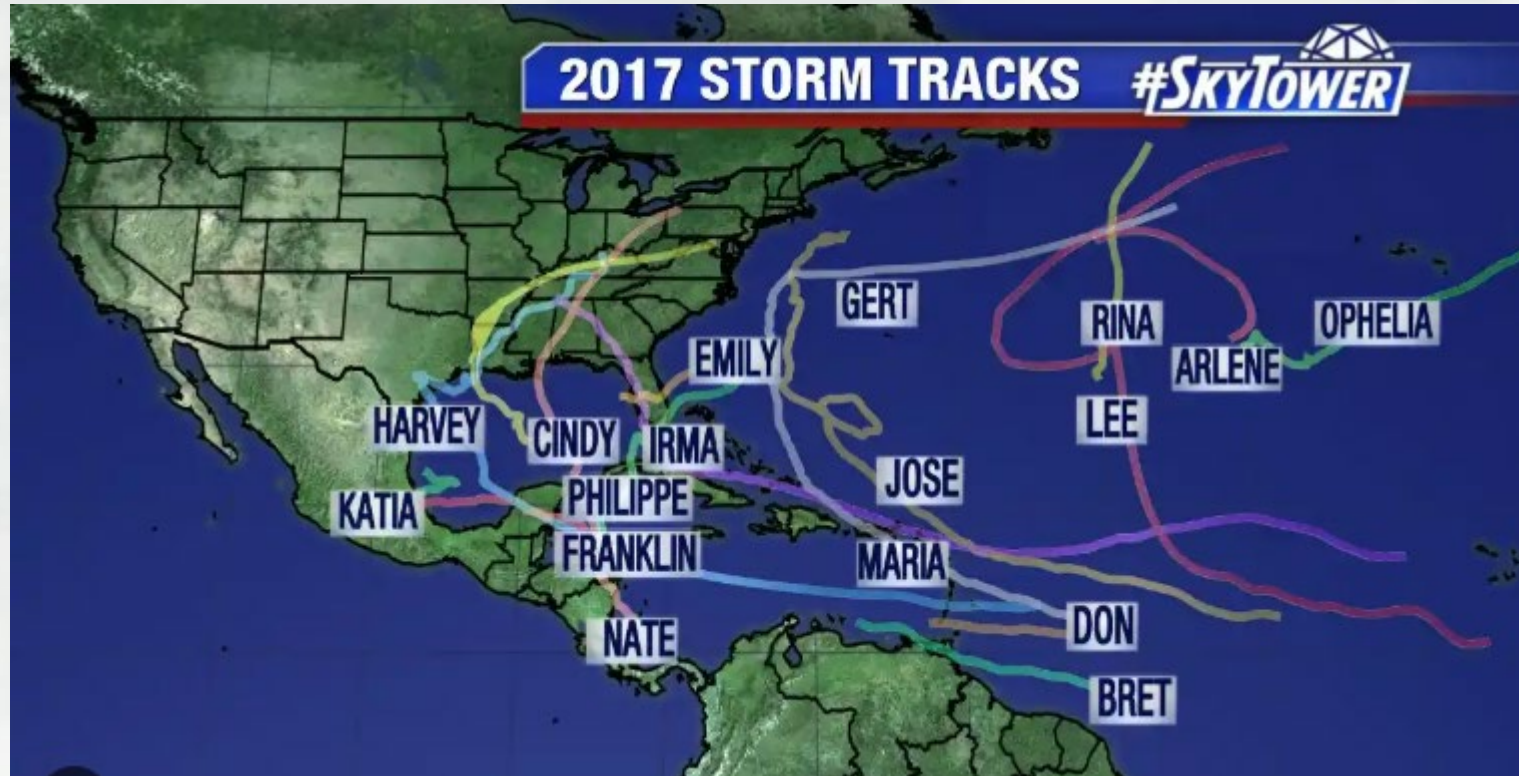 2017 STORM TRACKS
#SKYTOWER
GERT
RINA
OPHELIA
EMILY
ARLENE
HARVEY
CINDY
IRMA
LEE
JOSE
KATIA
PHILIPPE
FRANKLIN
MARIA
NATE
DON
BRET